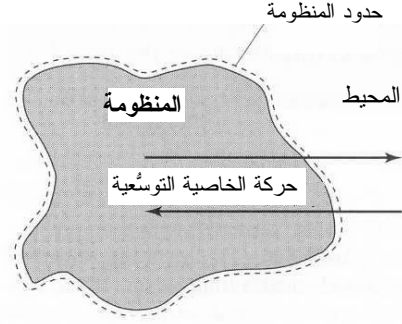 حدود المنظومة
المحيط
المنظومة
حركة الخاصية التوسُّعية